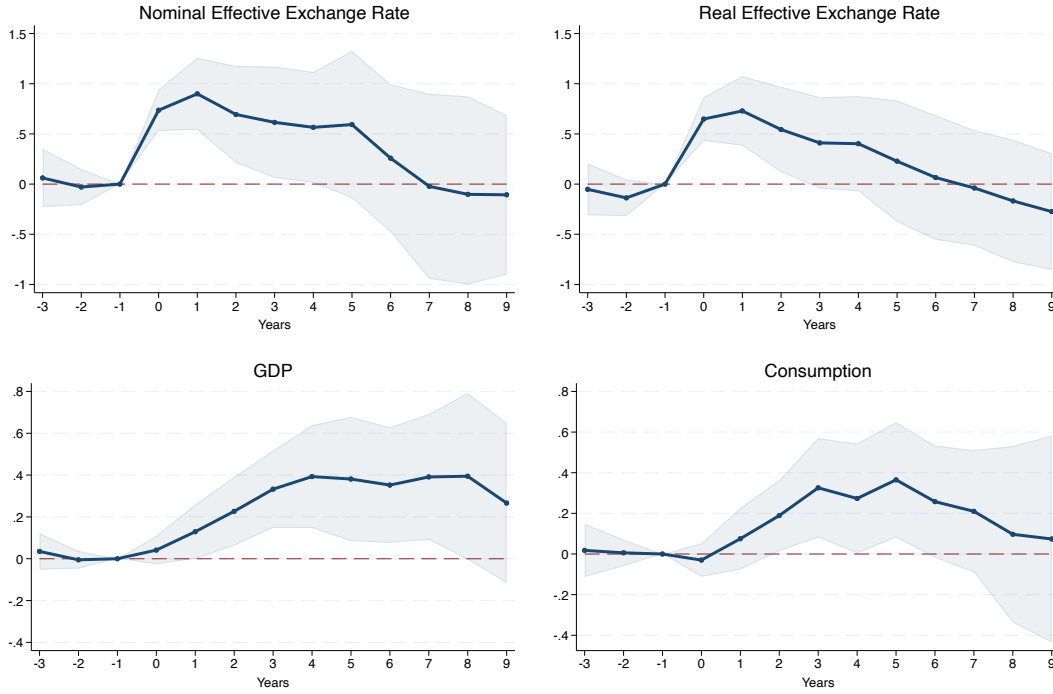 Nominal Effective Exchange Rate
1.5
1
.5
0
-.5
-1
-3 -2 -1 0 1 2 3 4 5 6 7 8 9
Years
Real Effective Exchange Rate
1.5
1
.5
0
-.5
-1
-3 -2 -1 0 1 2 3 4 5 6 7 8 9
Years
GDP
.8
.6
.4
.2
0
-.2
-.4
-3 -2 -1 0 1 2 3 4 5 6 7 8 9
Years
Consumption
.8
.6
.4
.2
0
-.2
-.4
-3 -2 -1 0 1 2 3 4 5 6 7 8 9
Years